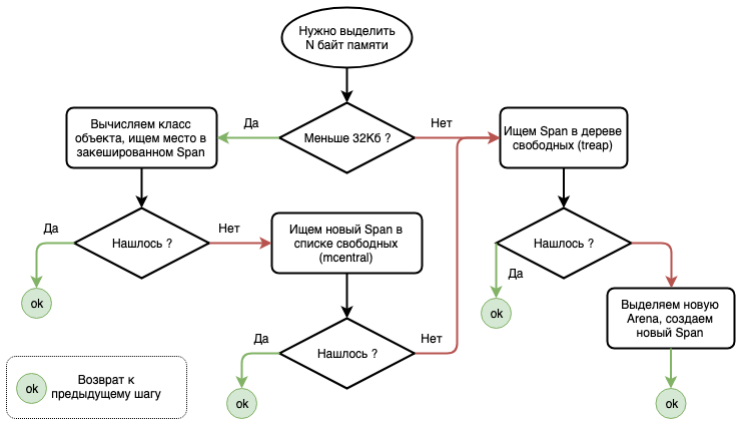 Нужно выделить
N байт памяти
Меньше 32Кб ?
Да
Нет
Вычисляем класс
объекта, ищем место в
закешированном Span
Ищем Span в дереве
свободных (treap)
Нашлось ?
Да
Нет
ok
Ищем новый Span в
списке свободных
(mcentral)
Нашлось ?
Да
Нет
ok
Нашлось ?
Да
ok
Выделяем новую
Arena, создаем
новый Span
ok
ok
Возврат к
предыдущему шагу